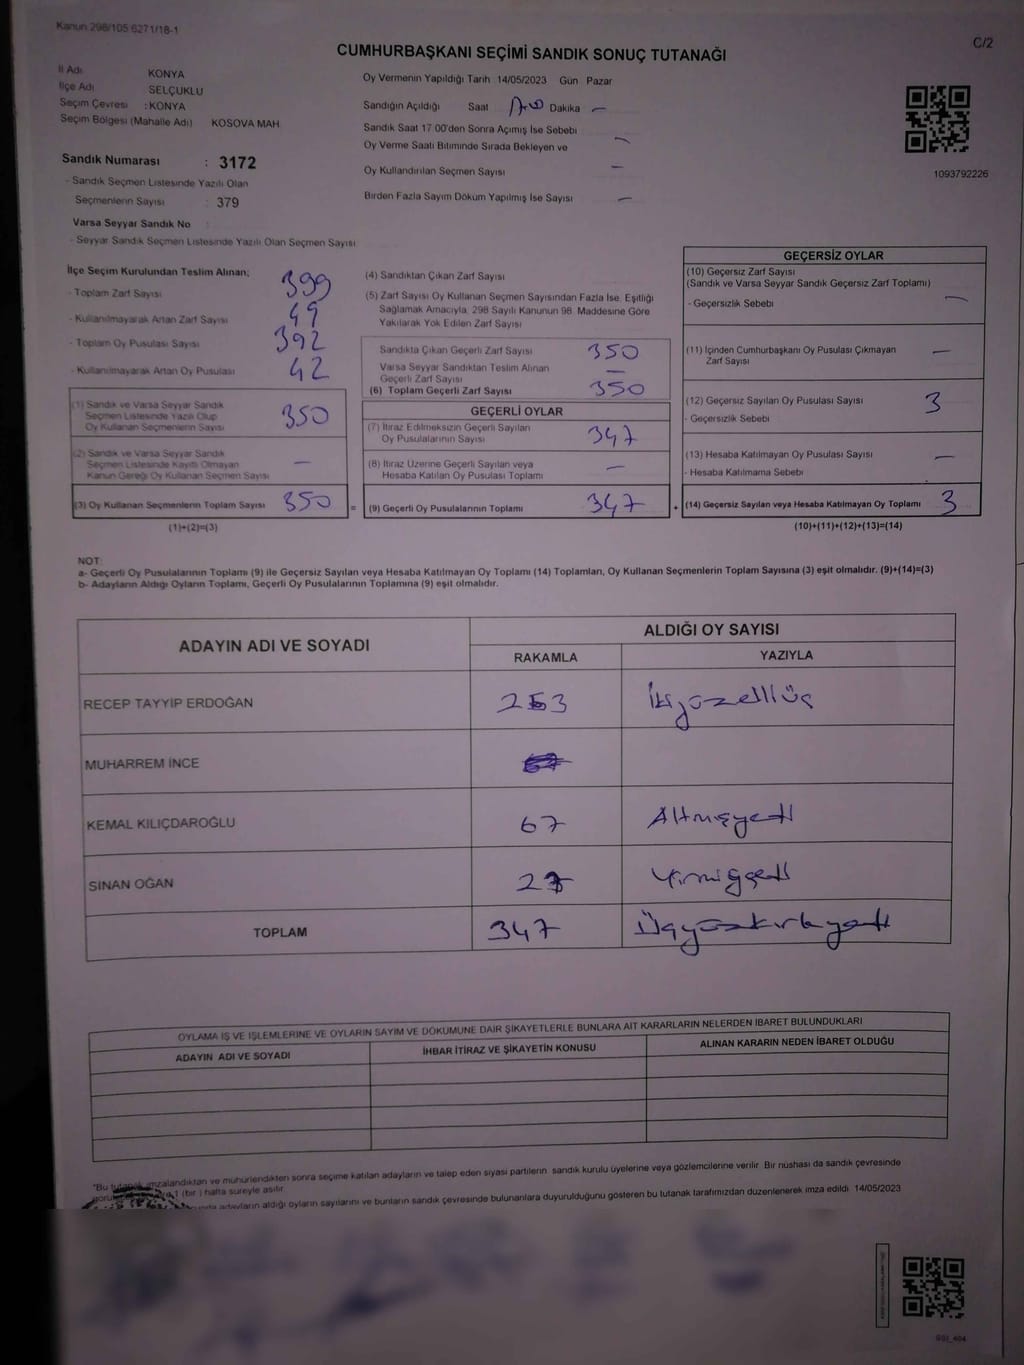 Kanun 298/105 6271/18-1
C/2
CUMHURBAŞKANI SEÇİMİ SANDIK SONUÇ TUTANAĞI
İl Adı KONYA
İlçe Adı SELÇUKLU
Seçim Çevresi : KONYA
Seçim Bölgesi (Mahalle Adı) KOSOVA MAH
Oy Vermenin Yapıldığı Tarih 14/05/2023 Gün Pazar
Sandığın Açıldığı Saat Dakika –
Sandık Saat 17:00'den Sonra Açımış İse Sebebi
Oy Verme Saati Bitiminde Sırada Bekleyen ve –
Oy Kullandırılan Seçmen Sayısı –
Birden Fazla Sayım Döküm Yapılmış İse Sayısı –
1093792226
Sandık Numarası : 3172
- Sandık Seçmen Listesinde Yazılı Olan
Seçmenlerin Sayısı : 379
Varsa Seyyar Sandık No
- Seyyar Sandık Seçmen Listesinde Yazılı Olan Seçmen Sayısı
İlçe Seçim Kurulundan Teslim Alınan;
- Toplam Zarf Sayısı 399
- Kullanılmayarak Artan Zarf Sayısı 49
- Toplam Oy Pusulası Sayısı 392
- Kullanılmayarak Artan Oy Pusulası 42
(1) Sandık ve Varsa Seyyar Sandık
Seçmen Listesinde Yazılı Olup
Oy Kullanan Seçmenlerin Sayısı 350
(2) Sandık ve Varsa Seyyar Sandık
Seçmen Listesinde Kayıtlı Olmayan
Kanun Gereği Oy Kullanan Seçmen Sayısı –
(3) Oy Kullanan Seçmenlerin Toplam Sayısı 350 =
(1)+(2)=(3)
(4) Sandıktan Çıkan Zarf Sayısı
(5) Zarf Sayısı Oy Kullanan Seçmen Sayısından Fazla İse, Eşitliği
Sağlamak Amacıyla, 298 Sayılı Kanunun 98. Maddesine Göre
Yakılarak Yok Edilen Zarf Sayısı
Sandıkta Çıkan Geçerli Zarf Sayısı 350
Varsa Seyyar Sandıktan Teslim Alınan
Geçerli Zarf Sayısı –
(6) Toplam Geçerli Zarf Sayısı 350
GEÇERLİ OYLAR
(7) İtiraz Edilmeksizin Geçerli Sayılan
Oy Pusulalarının Sayısı 347
(8) İtiraz Üzerine Geçerli Sayılan veya
Hesaba Katılan Oy Pusulası Toplamı –
(9) Geçerli Oy Pusulalarının Toplamı 347 +
GEÇERSİZ OYLAR
(10) Geçersiz Zarf Sayısı
(Sandık ve Varsa Seyyar Sandık Geçersiz Zarf Toplamı)
- Geçersizlik Sebebi –
(11) İçinden Cumhurbaşkanı Oy Pusulası Çıkmayan
Zarf Sayısı –
(12) Geçersiz Sayılan Oy Pusulası Sayısı 3
- Geçersizlik Sebebi
(13) Hesaba Katılmayan Oy Pusulası Sayısı –
- Hesaba Katılmama Sebebi
(14) Geçersiz Sayılan veya Hesaba Katılmayan Oy Toplamı 3
(10)+(11)+(12)+(13)=(14)
NOT:
a- Geçerli Oy Pusulalarının Toplamı (9) ile Geçersiz Sayılan veya Hesaba Katılmayan Oy Toplamı (14) Toplamları, Oy Kullanan Seçmenlerin Toplam Sayısına (3) eşit olmalıdır. (9)+(14)=(3)
b- Adayların Aldığı Oyların Toplamı, Geçerli Oy Pusulalarının Toplamına (9) eşit olmalıdır.
ADAYIN ADI VE SOYADI ALDIĞI OY SAYISI
RAKAMLA YAZIYLA
RECEP TAYYİP ERDOĞAN 253 İkiyüzelliüç
MUHARREM İNCE
KEMAL KILIÇDAROĞLU 67 Altmışyedi
SİNAN OĞAN 27 Yirmiyedi
TOPLAM 347 Üçyüzkırkyedi
OYLAMA İŞ VE İŞLEMLERİNE VE OYLARIN SAYIM VE DÖKÜMÜNE DAİR ŞİKAYETLERLE BUNLARA AİT KARARLARIN NELERDEN İBARET BULUNDUKLARI
ADAYIN ADI VE SOYADI İHBAR İTİRAZ VE ŞİKAYETİN KONUSU ALINAN KARARIN NEDEN İBARET OLDUĞU
"Bu tutanak imzalandıktan ve mühürlendikten sonra seçime katılan adayların ve talep eden siyasi partilerin sandık kurulu üyelerine veya gözlemcilerine verilir. Bir nüshası da sandık çevresinde
1 (bir) hafta süreyle asılır.
adayların aldığı oyların sayılarını ve bunların sandık çevresinde bulunanlara duyurulduğunu gösteren bu tutanak tarafımızdan düzenlenerek imza edildi. 14/05/2023